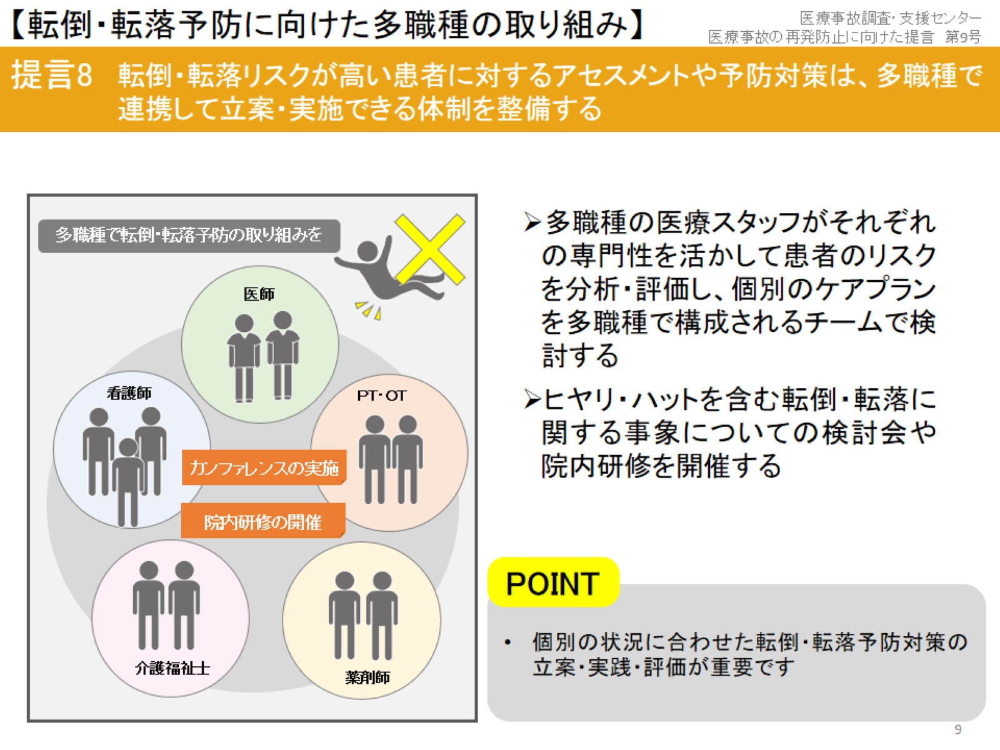 【転倒・転落予防に向けた多職種の取り組み】
医療事故調査・支援センター
医療事故の再発防止に向けた提言 第9号
提言8 転倒・転落リスクが高い患者に対するアセスメントや予防対策は、多職種で
連携して立案・実施できる体制を整備する
多職種で転倒・転落予防の取り組みを
医師
看護師
PT・OT
カンファレンスの実施
院内研修の開催
介護福祉士
薬剤師
➢多職種の医療スタッフがそれぞれ
の専門性を活かして患者のリスク
を分析・評価し、個別のケアプラン
を多職種で構成されるチームで検
討する
➢ヒヤリ・ハットを含む転倒・転落に
関する事象についての検討会や
院内研修を開催する
POINT
• 個別の状況に合わせた転倒・転落予防対策の
立案・実践・評価が重要です
9